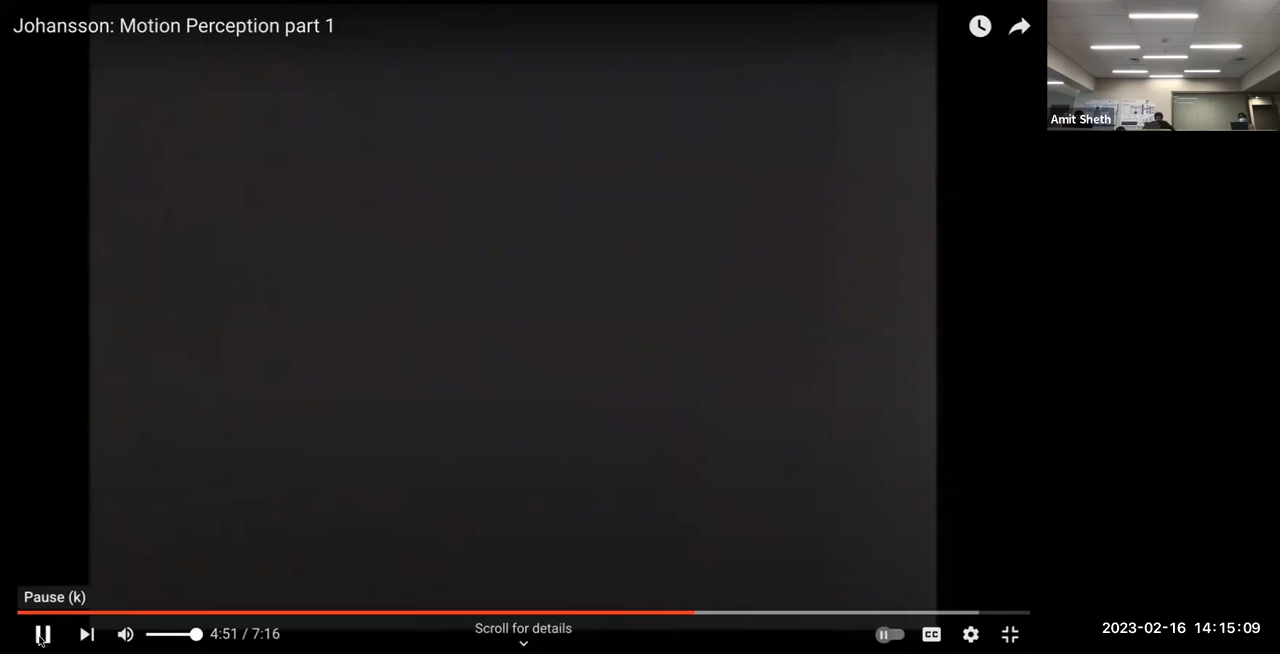 Johansson: Motion Perception part 1
Amit Sheth
Pause (k)
4:51 / 7:16
Scroll for details
CC
2023-02-16 14:15:09